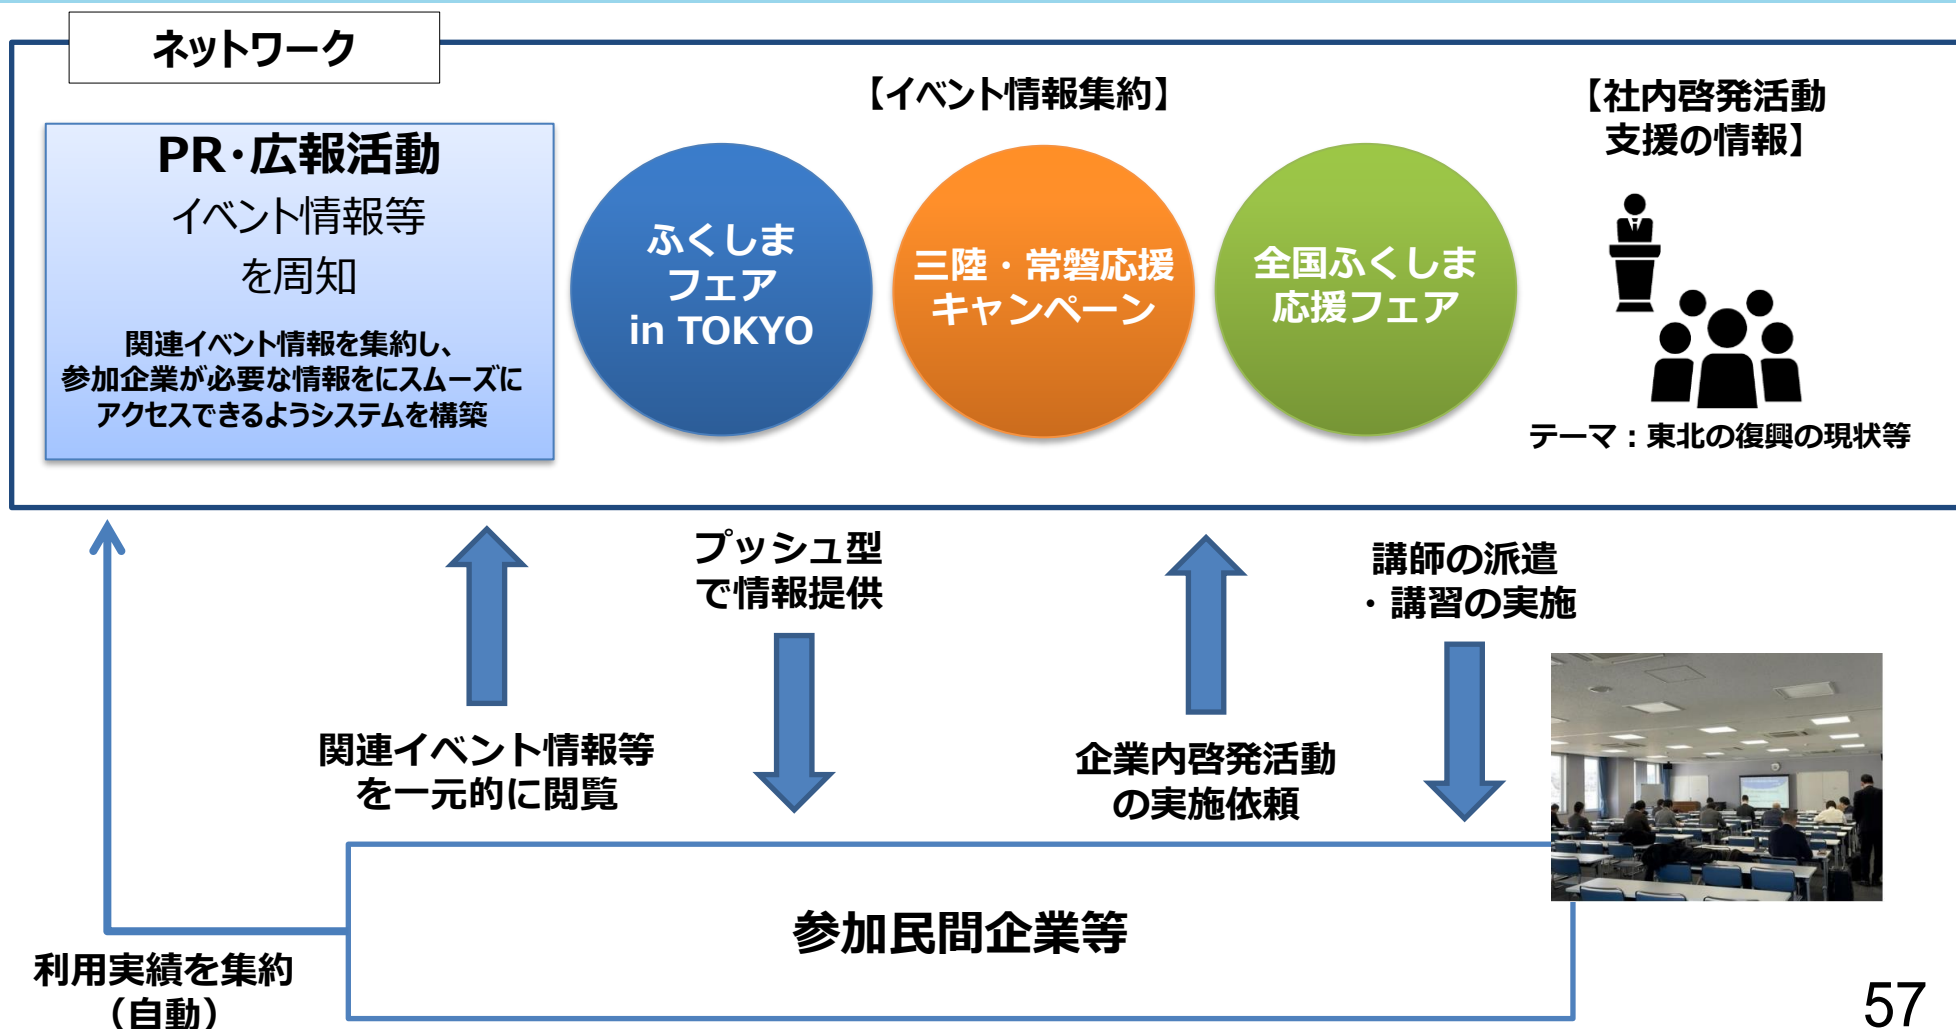 ネットワーク
PR・広報活動
イベント情報等
を周知
関連イベント情報を集約し、
参加企業が必要な情報をにスムーズに
アクセスできるようシステムを構築
【イベント情報集約】
ふくしま
フェア
in TOKYO
三陸・常磐応援
キャンペーン
全国ふくしま
応援フェア
【社内啓発活動
支援の情報】
テーマ：東北の復興の現状等
プッシュ型
で情報提供
講師の派遣
・講習の実施
関連イベント情報等
を一元的に閲覧
企業内啓発活動
の実施依頼
参加民間企業等
利用実績を集約
（自動）
57